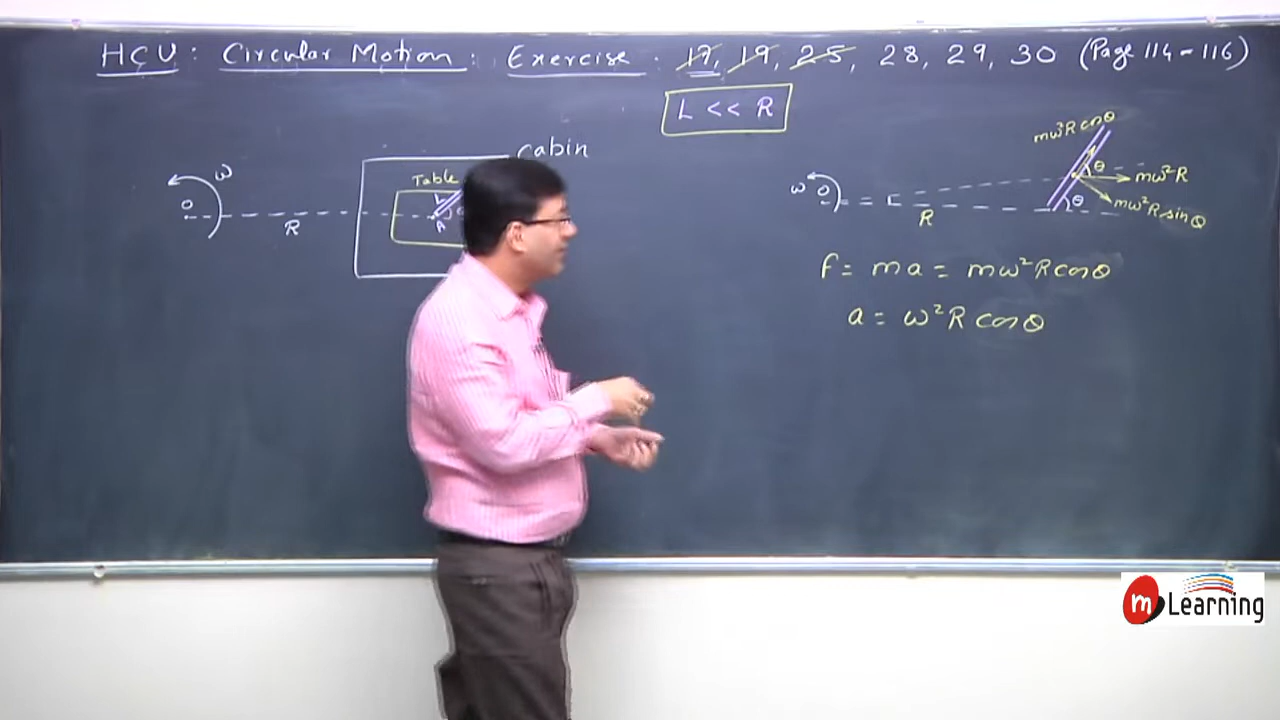 HCV : Circular Motion : Exercise : 17, 19, 25, 28, 29, 30 (Page 114 - 116)
L << R
cabin
Table
ω
O
R
L
A
mω²R cosθ
θ
mω²R
ω
O
R
θ
mω²R sinθ
f = ma = mω²R cosθ
a = ω²R cosθ
m Learning